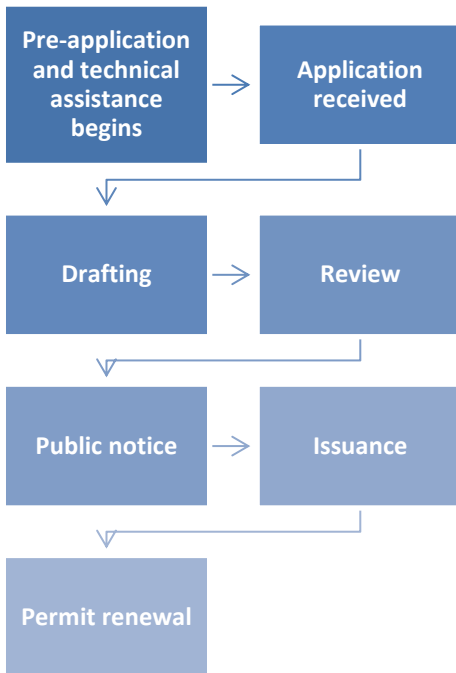 Pre-application
and technical
assistance
begins
Application
received
Drafting
Review
Public notice
Issuance
Permit renewal